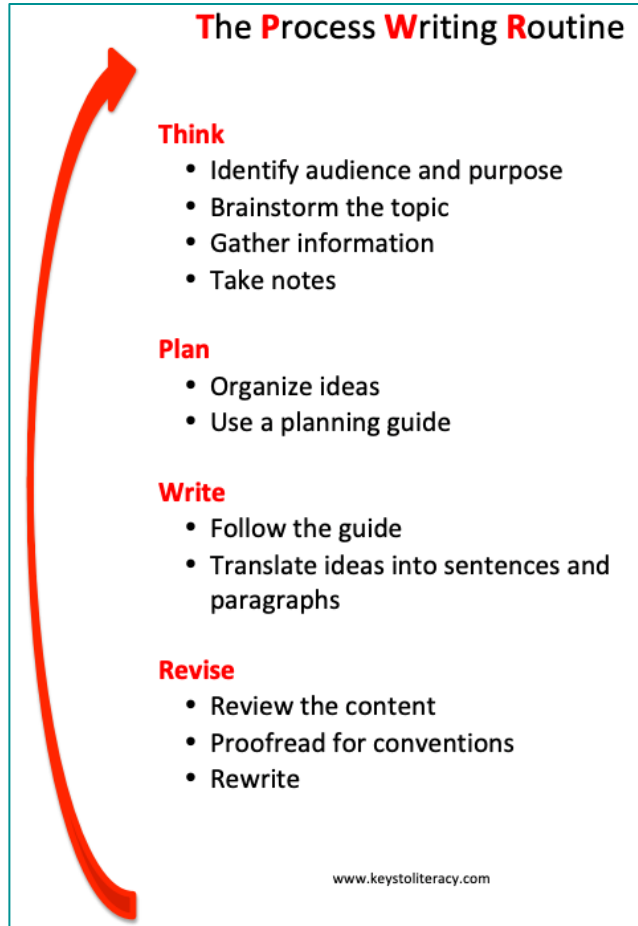 The Process Writing Routine
Think
• Identify audience and purpose
• Brainstorm the topic
• Gather information
• Take notes
Plan
• Organize ideas
• Use a planning guide
Write
• Follow the guide
• Translate ideas into sentences and
paragraphs
Revise
• Review the content
• Proofread for conventions
• Rewrite
www.keystoliteracy.com